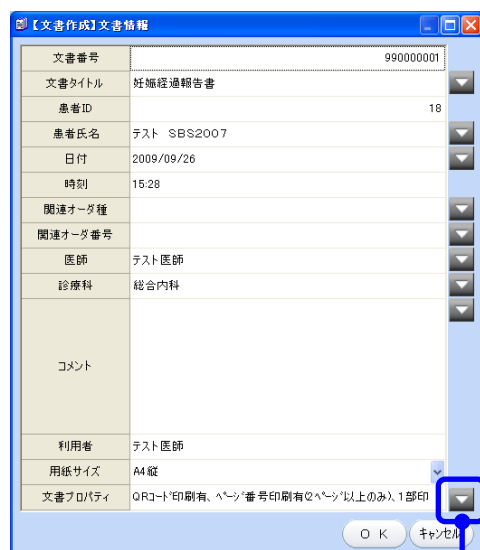 【文書作成】文書情報
文書番号 990000001
文書タイトル 妊娠経過報告書
患者ID 18
患者氏名 テスト SBS2007
日付 2009/09/26
時刻 15:28
関連オーダ種
関連オーダ番号
医師 テスト医師
診療科 総合内科
コメント
利用者 テスト医師
用紙サイズ A4縦
文書プロパティ QRコード印刷有、ページ番号印刷有(2ページ以上のみ)、1部印
OK キャンセル